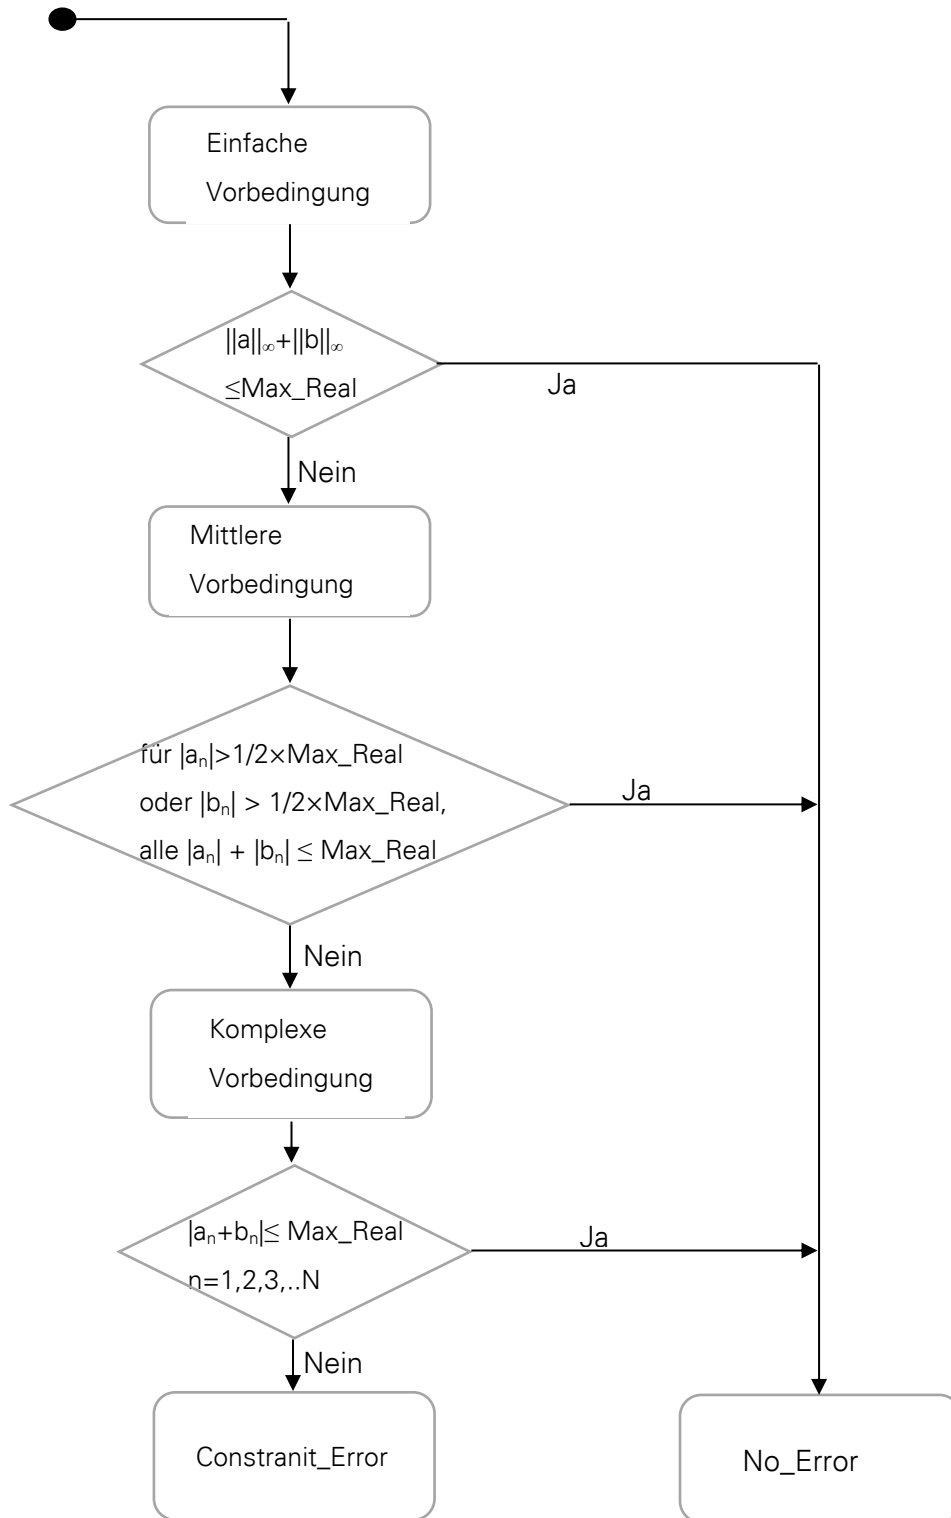 Einfache
Vorbedingung
||a||∞+||b||∞
≤Max_Real
Ja
Nein
Mittlere
Vorbedingung
für |aₙ|>1/2×Max_Real
oder |bₙ| > 1/2×Max_Real,
alle |aₙ| + |bₙ| ≤ Max_Real
Ja
Nein
Komplexe
Vorbedingung
|aₙ+bₙ|≤ Max_Real
n=1,2,3,..N
Ja
Nein
Constranit_Error
No_Error